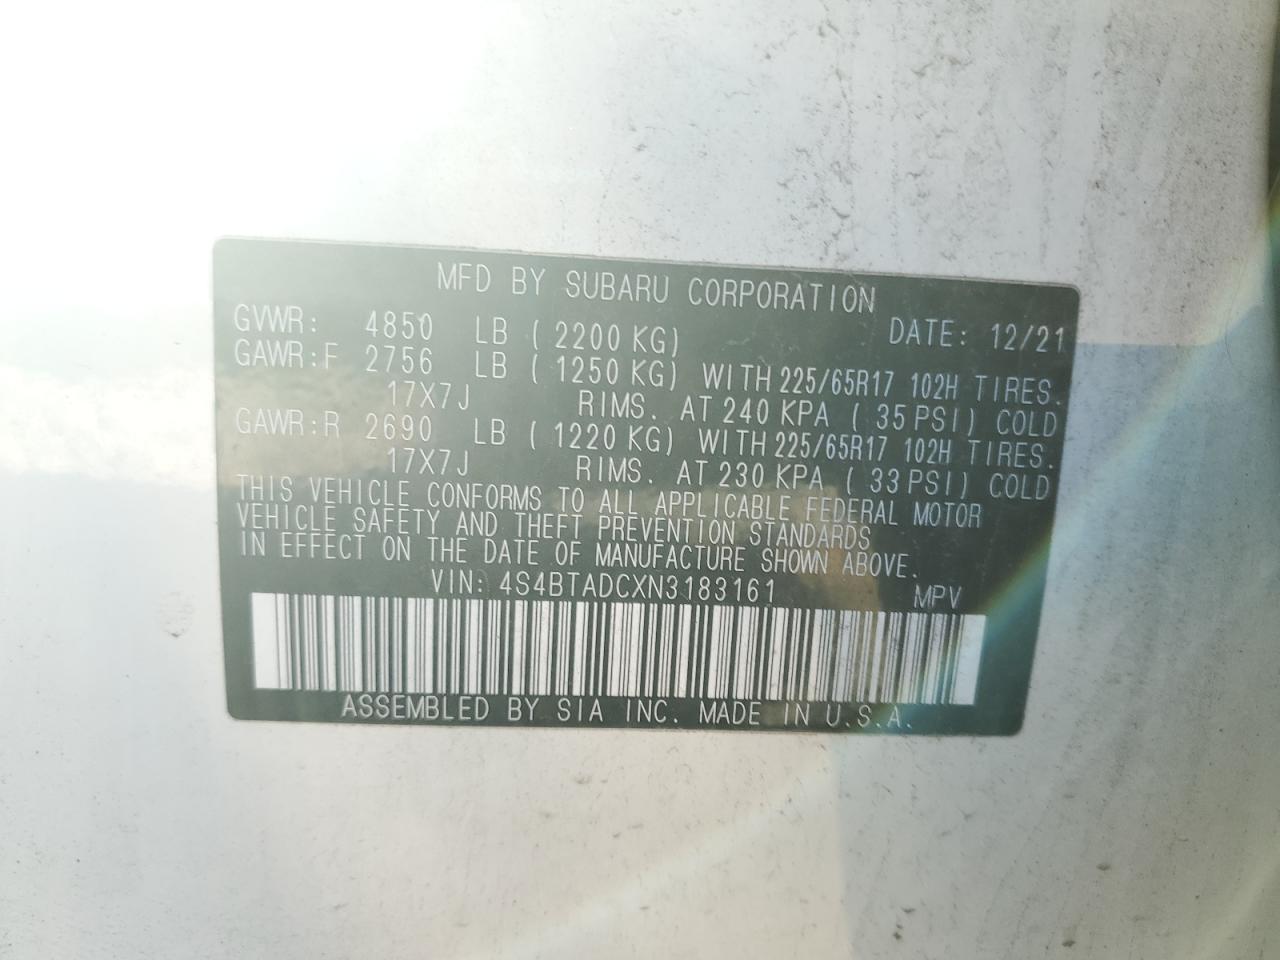 MFD BY SUBARU CORPORATION
GVWR: 4850 LB ( 2200 KG) DATE: 12/21
GAWR:F 2756 LB ( 1250 KG) WITH 225/65R17 102H TIRES.
17X7J RIMS. AT 240 KPA ( 35 PSI) COLD
GAWR:R 2690 LB ( 1220 KG) WITH 225/65R17 102H TIRES.
17X7J RIMS. AT 230 KPA ( 33 PSI) COLD
THIS VEHICLE CONFORMS TO ALL APPLICABLE FEDERAL MOTOR
VEHICLE SAFETY AND THEFT PREVENTION STANDARDS
IN EFFECT ON THE DATE OF MANUFACTURE SHOWN ABOVE.
VIN: 4S4BTADCXN3183161 MPV
ASSEMBLED BY SIA INC. MADE IN U.S.A.